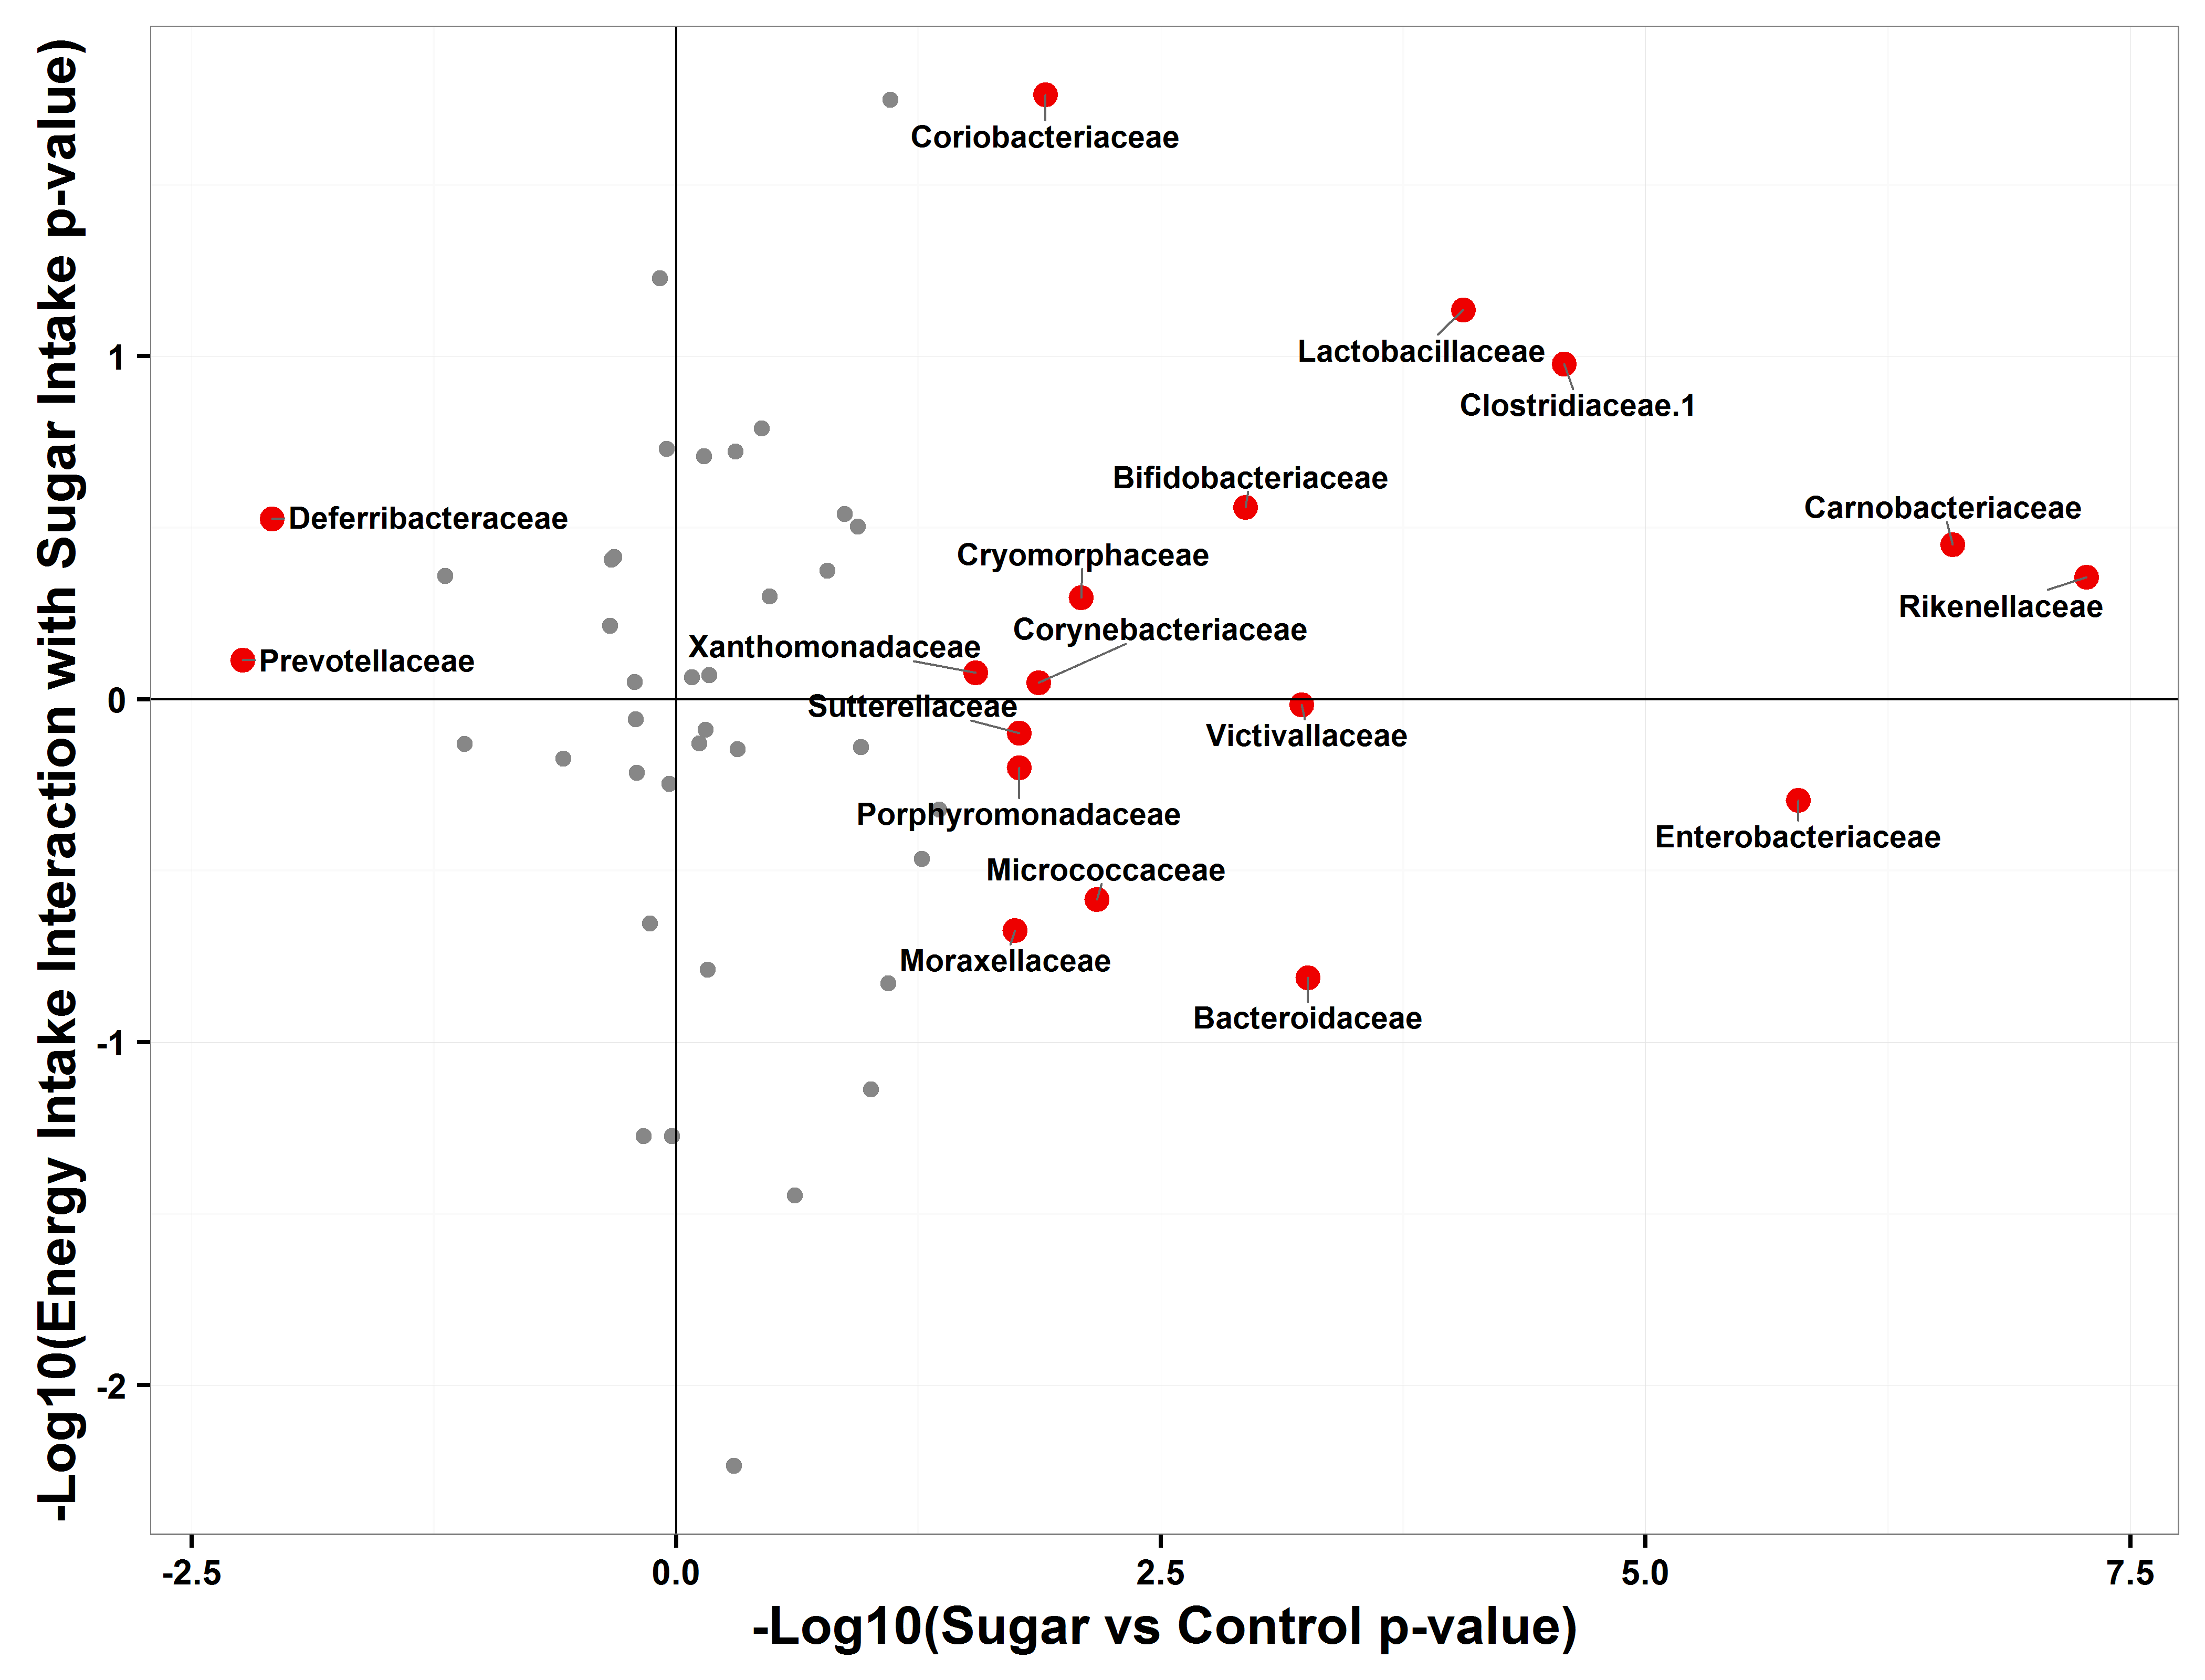 -Log10(Energy Intake Interaction with Sugar Intake p-value)
1
0
-1
-2
Coriobacteriaceae
Lactobacillaceae
Clostridiaceae.1
Bifidobacteriaceae
Carnobacteriaceae
Deferribacteraceae
Cryomorphaceae
Rikenellaceae
Corynebacteriaceae
Xanthomonadaceae
Prevotellaceae
Sutterellaceae
Victivallaceae
Porphyromonadaceae
Enterobacteriaceae
Micrococcaceae
Moraxellaceae
Bacteroidaceae
-2.5
0.0
2.5
5.0
7.5
-Log10(Sugar vs Control p-value)